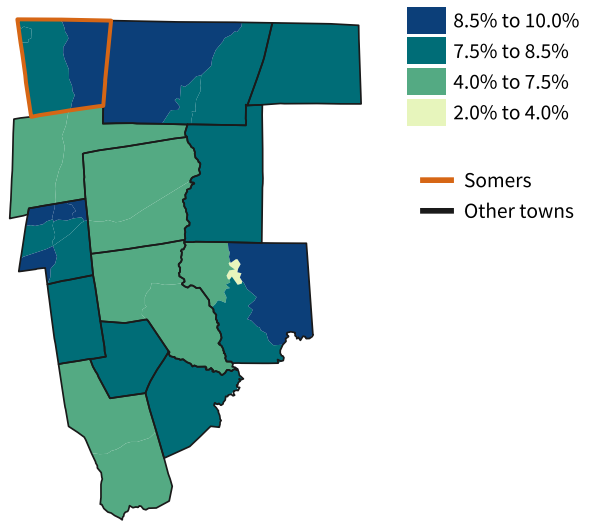 8.5% to 10.0%
7.5% to 8.5%
4.0% to 7.5%
2.0% to 4.0%
Somers
Other towns